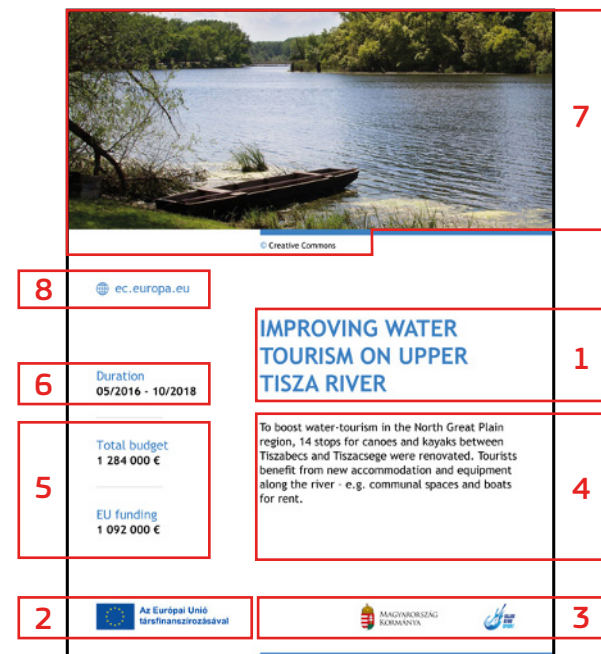 7
© Creative Commons
8
ec.europa.eu
IMPROVING WATER
TOURISM ON UPPER
TISZA RIVER
1
6
Duration
05/2016 - 10/2018
To boost water-tourism in the North Great Plain
region, 14 stops for canoes and kayaks between
Tiszabecs and Tiszacsege were renovated. Tourists
benefit from new accommodation and equipment
along the river - e.g. communal spaces and boats
for rent.
4
5
Total budget
1 284 000 €
EU funding
1 092 000 €
2
Az Európai Unió
társfinanszírozásával
Magyarország
Kormánya
3